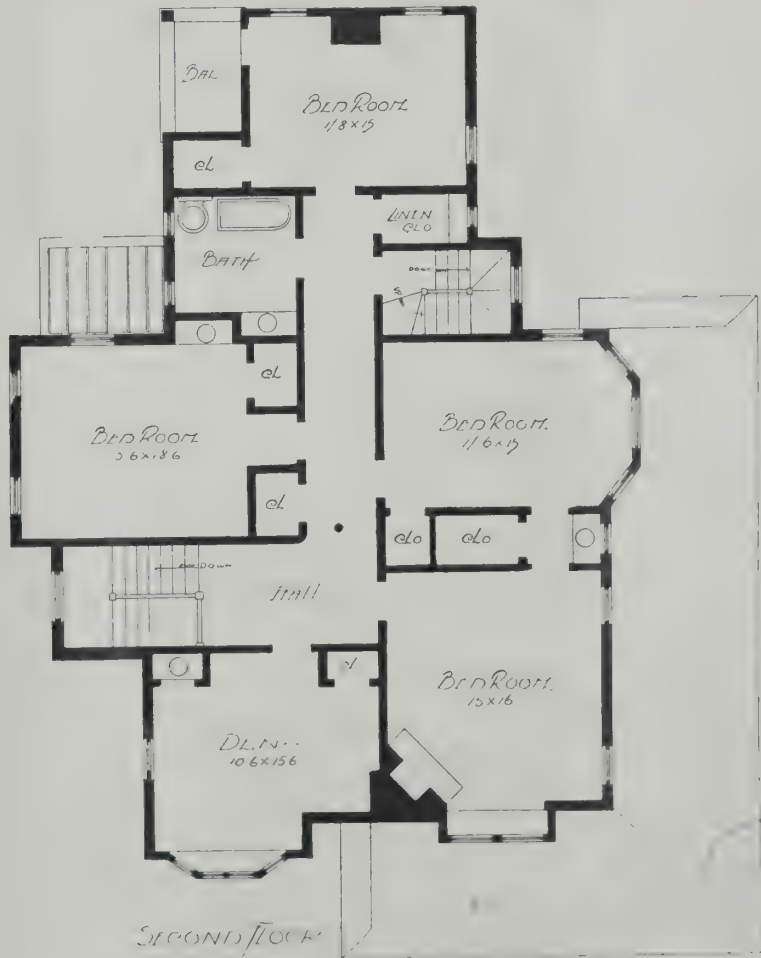 BAL
BED ROOM
11/8 x 15
CL
LINEN
CLO
BATH
DOWN
CL
BED ROOM
BED ROOM.
11/6 x 15
CL
CLO
CLO
DOWN
Hall
BED ROOM.
15 x 16
10 6 x 15 6
SECOND FLOOR